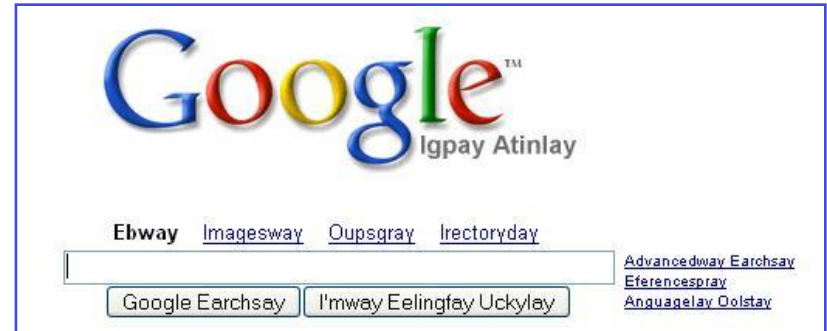 Google™
Igpay Atinlay
Ebway Imagesway Oupsgray Irectoryday
Advancedway Earchsay
Eferencespray
Anguagelay Oolstay
Google Earchsay I'mway Eelingfay Uckylay